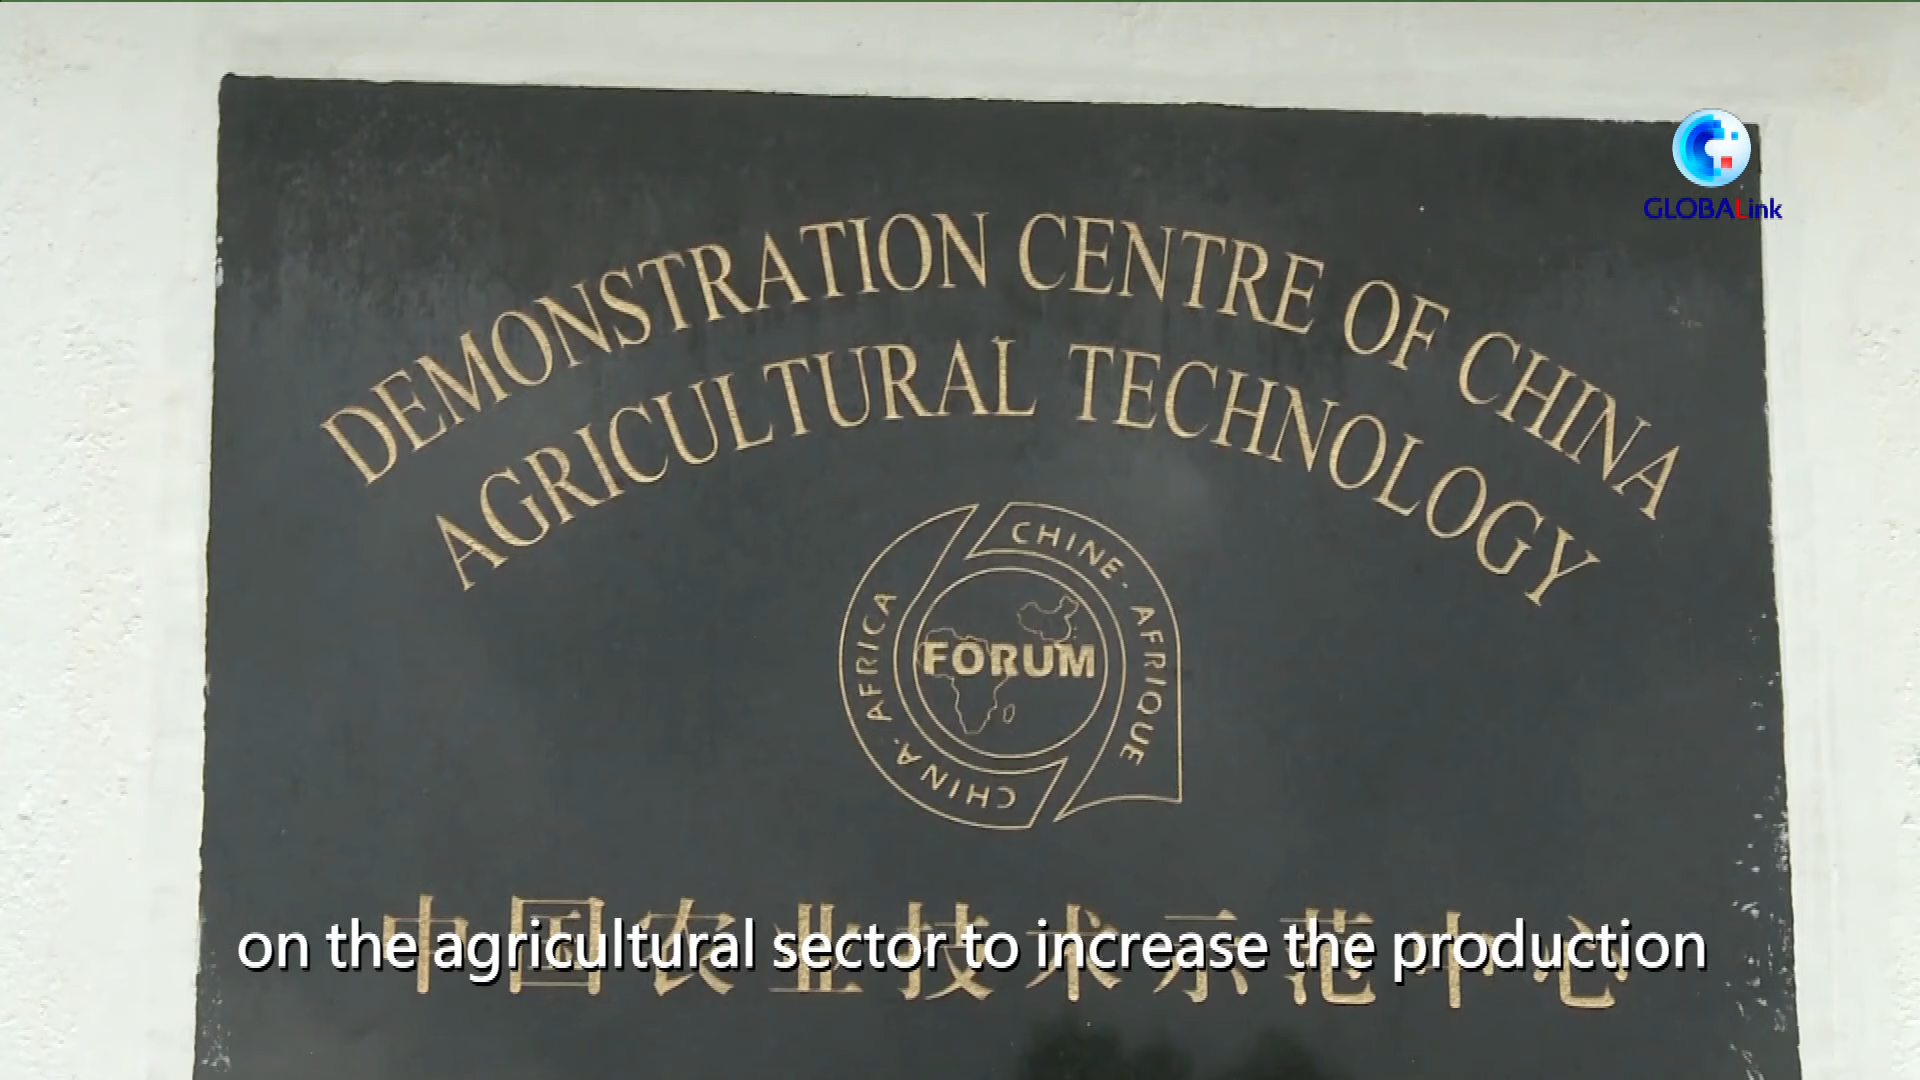 GLOBALink
DEMONSTRATION CENTRE OF CHINA
AGRICULTURAL TECHNOLOGY
CHINE-AFRIQUE
FORUM
CHINA-AFRICA
中国农业技术示范中心
on the agricultural sector to increase the production